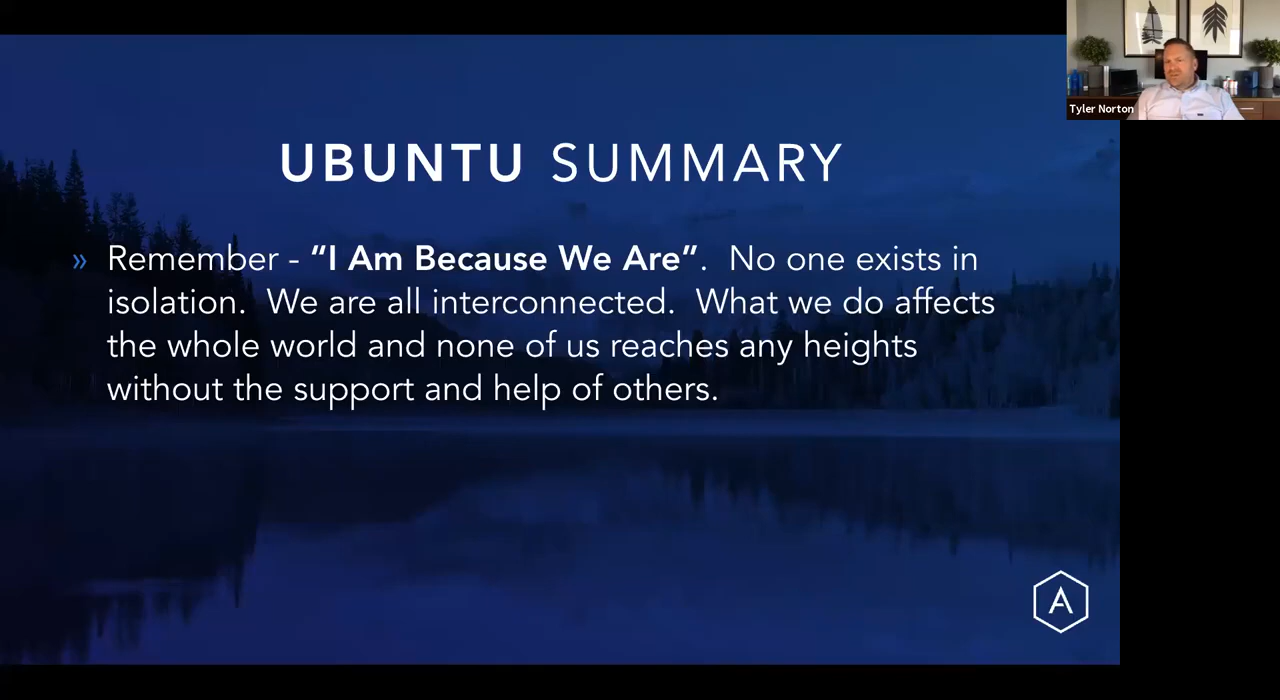 UBUNTU SUMMARY
» Remember - “I Am Because We Are”.  No one exists in
isolation.  We are all interconnected.  What we do affects
the whole world and none of us reaches any heights
without the support and help of others.
A
Tyler Norton